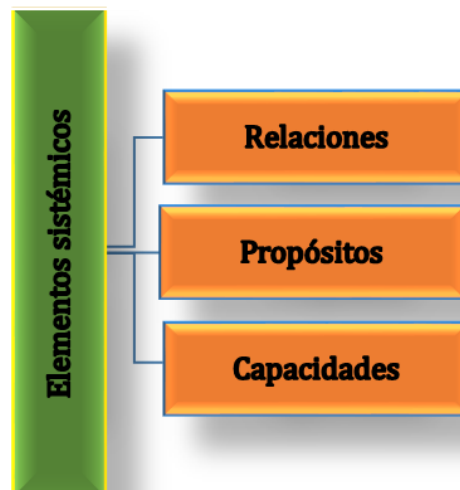 Elementos sistémicos
Relaciones
Propósitos
Capacidades